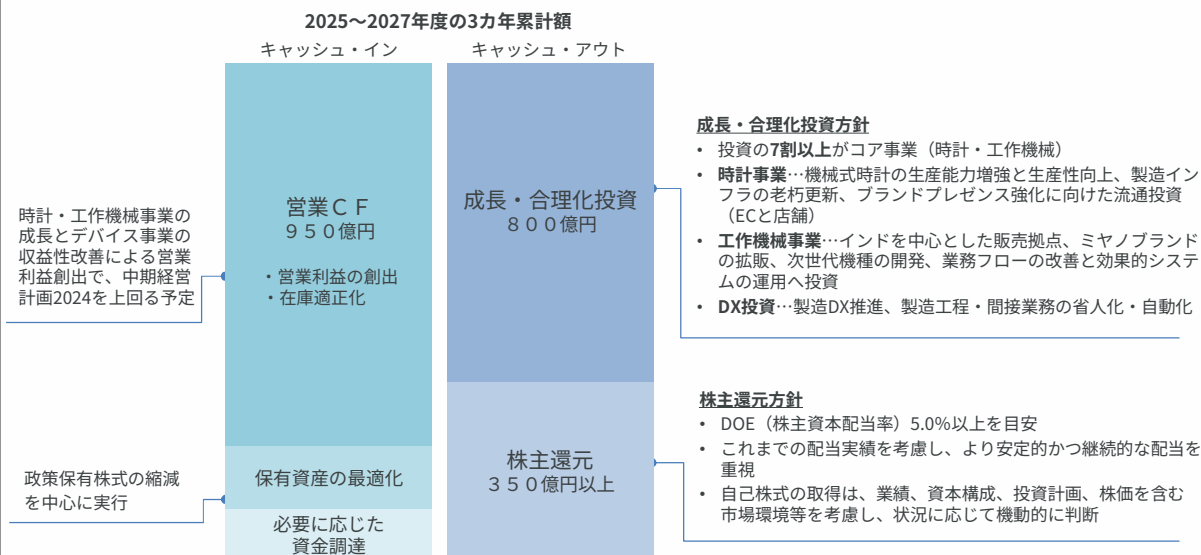 2025～2027年度の3カ年累計額
キャッシュ・イン
キャッシュ・アウト
時計・工作機械事業の
成長とデバイス事業の
収益性改善による営業
利益創出で、中期経営
計画2024を上回る予定
営業ＣＦ
９５０億円
・営業利益の創出
・在庫適正化
成長・合理化投資
８００億円
成長・合理化投資方針
• 投資の7割以上がコア事業（時計・工作機械）
• 時計事業…機械式時計の生産能力増強と生産性向上、製造イン
フラの老朽更新、ブランドプレゼンス強化に向けた流通投資
（ECと店舗）
• 工作機械事業…インドを中心とした販売拠点、ミヤノブランド
の拡販、次世代機種の開発、業務フローの改善と効果的システ
ムの運用へ投資
• DX投資…製造DX推進、製造工程・間接業務の省人化・自動化
政策保有株式の縮減
を中心に実行
保有資産の最適化
必要に応じた
資金調達
株主還元
３５０億円以上
株主還元方針
• DOE（株主資本配当率）5.0%以上を目安
• これまでの配当実績を考慮し、より安定的かつ継続的な配当を
重視
• 自己株式の取得は、業績、資本構成、投資計画、株価を含む
市場環境等を考慮し、状況に応じて機動的に判断